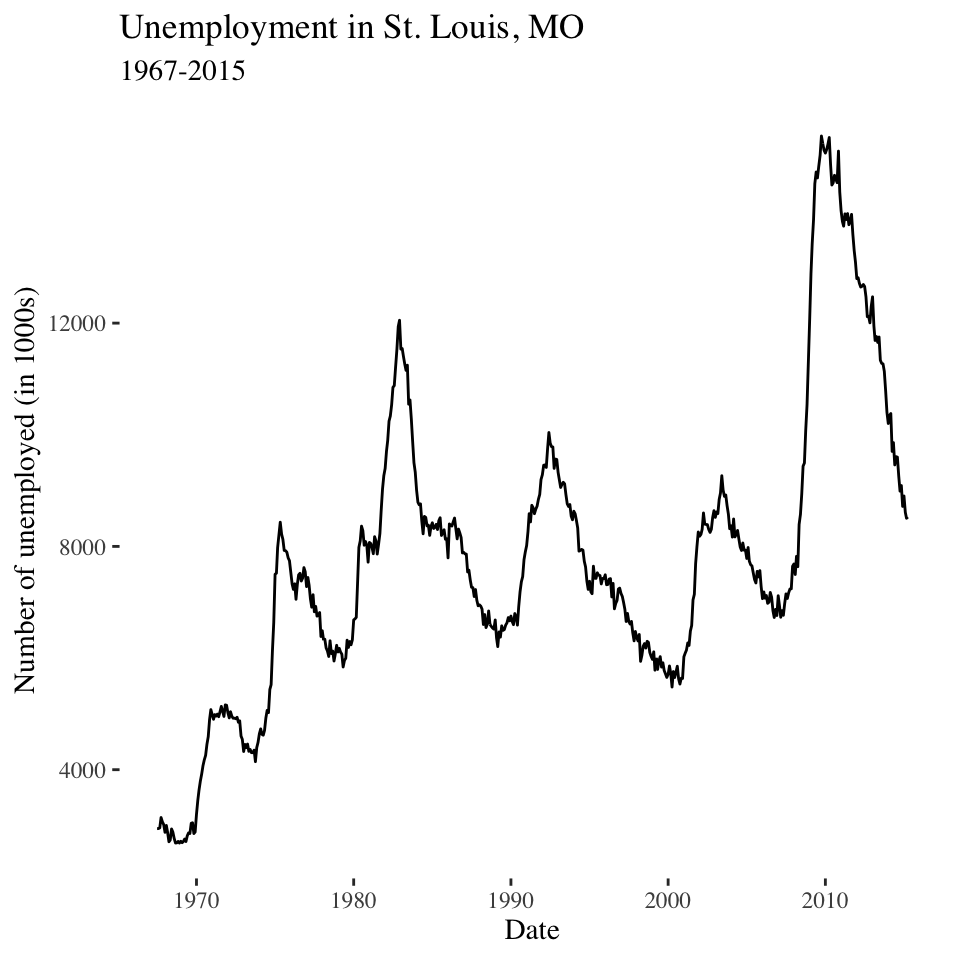 Unemployment in St. Louis, MO
1967-2015
Number of unemployed (in 1000s)
12000
8000
4000
1970 1980 1990 2000 2010
Date